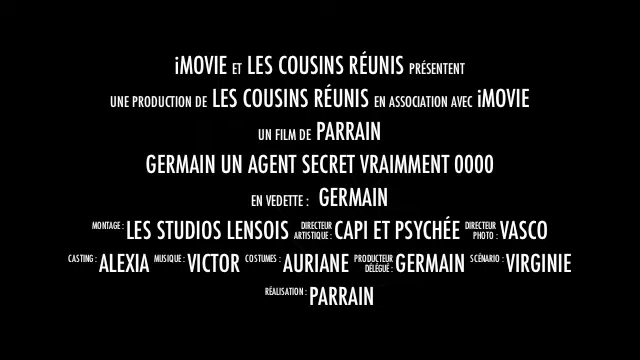 iMOVIE ET LES COUSINS RÉUNIS PRÉSENTENT
UNE PRODUCTION DE LES COUSINS RÉUNIS EN ASSOCIATION AVEC iMOVIE
UN FILM DE PARRAIN
GERMAIN UN AGENT SECRET VRAIMMENT 0000
EN VEDETTE : GERMAIN
MONTAGE : LES STUDIOS LENSOIS DIRECTEUR ARTISTIQUE : CAPI ET PSYCHÉE DIRECTEUR PHOTO : VASCO
CASTING : ALEXIA MUSIQUE : VICTOR COSTUMES : AURIANE PRODUCTEUR DÉLÉGUÉ : GERMAIN SCÉNARIO : VIRGINIE
RÉALISATION : PARRAIN